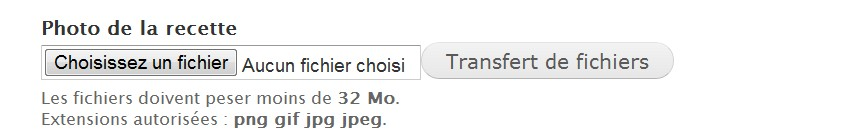 Photo de la recette
Choisissez un fichier Aucun fichier choisi Transfert de fichiers
Les fichiers doivent peser moins de 32 Mo.
Extensions autorisées : png gif jpg jpeg.